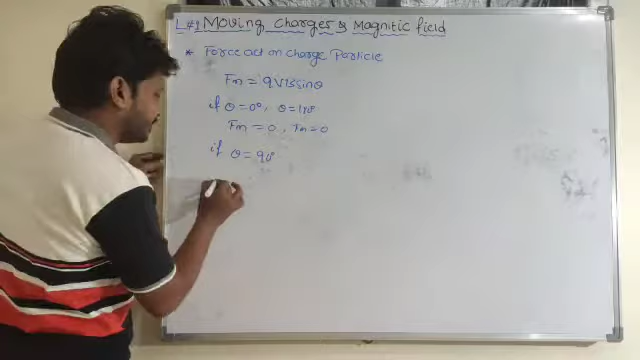 L#1 Moving Charges & Magnitic field
* Force act on Charge Particle
Fm = qVBsinθ
if θ = 0°, θ = 180°
Fm = 0, Fm = 0
if θ = 90°